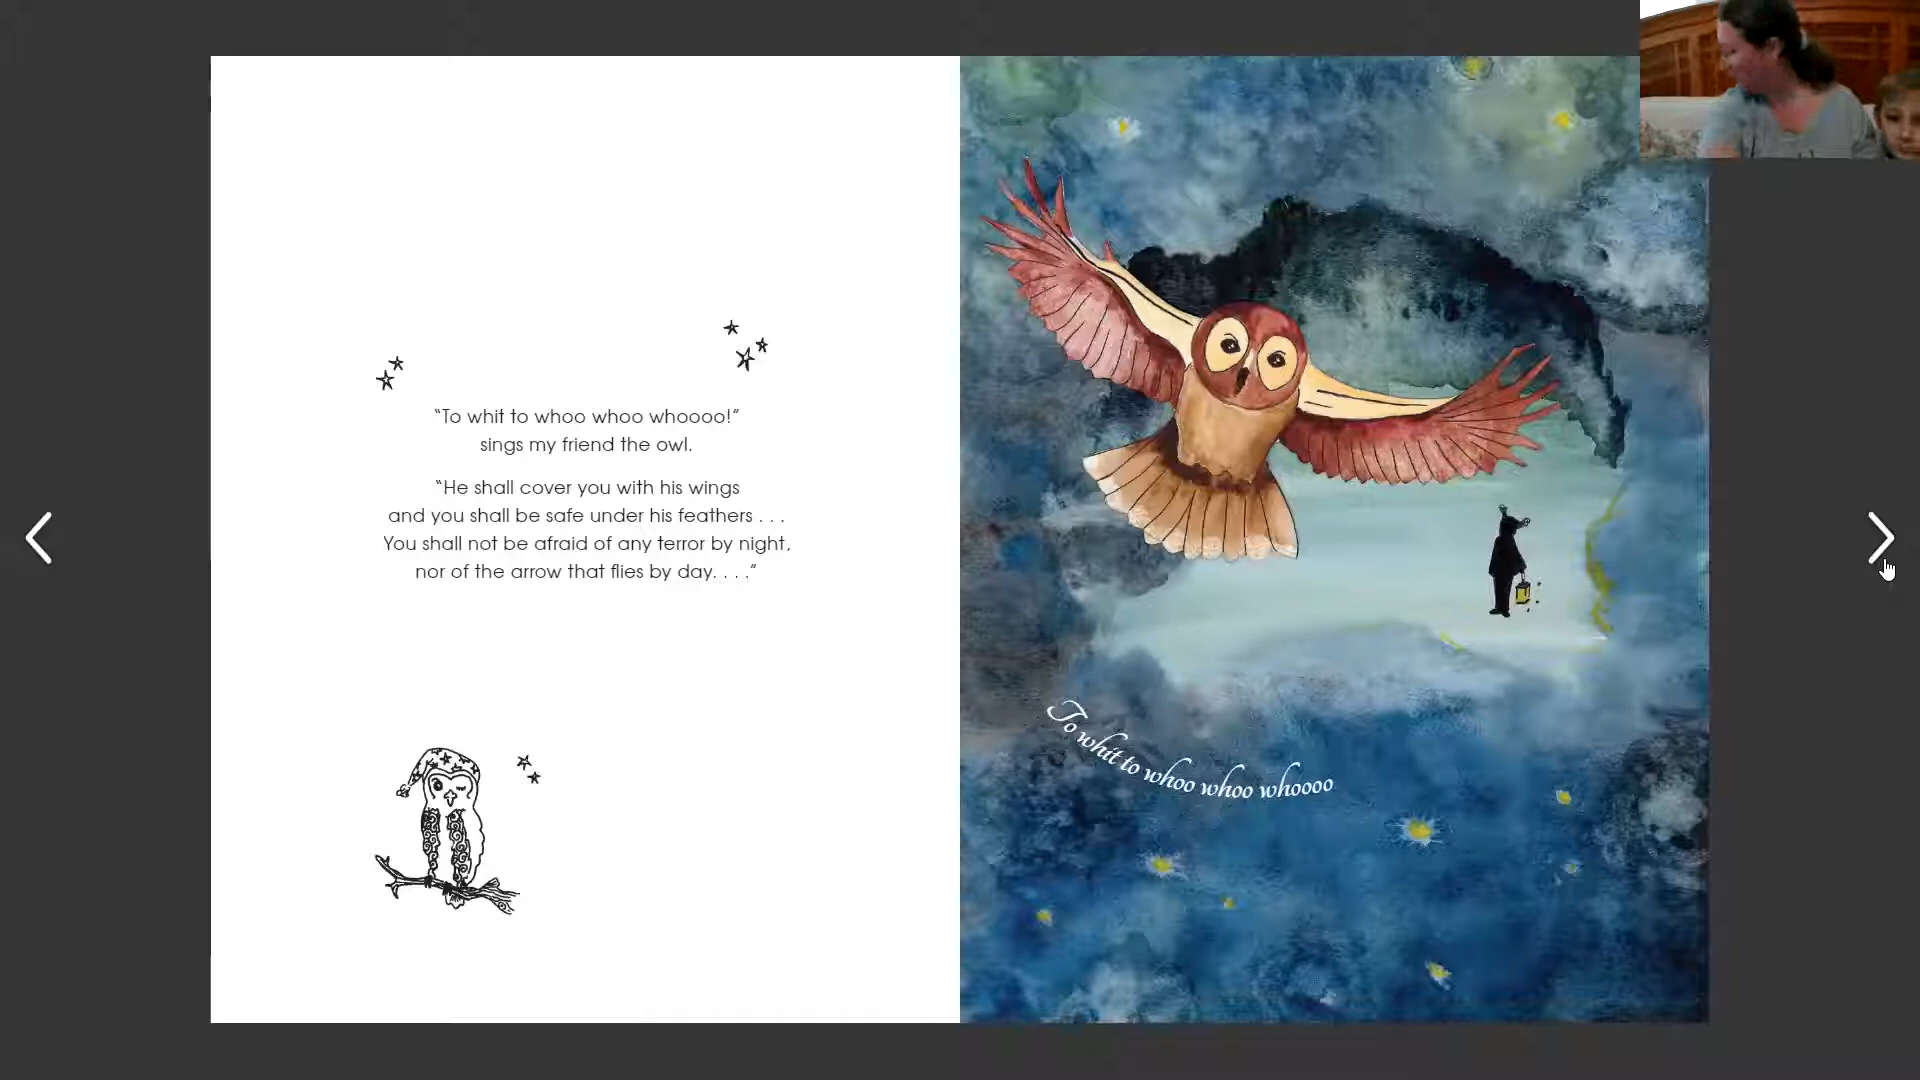 “To whit to whoo whoo whoooo!”
sings my friend the owl.
“He shall cover you with his wings
and you shall be safe under his feathers . . .
You shall not be afraid of any terror by night,
nor of the arrow that flies by day. . . .”
To whit to whoo whoo whoooo